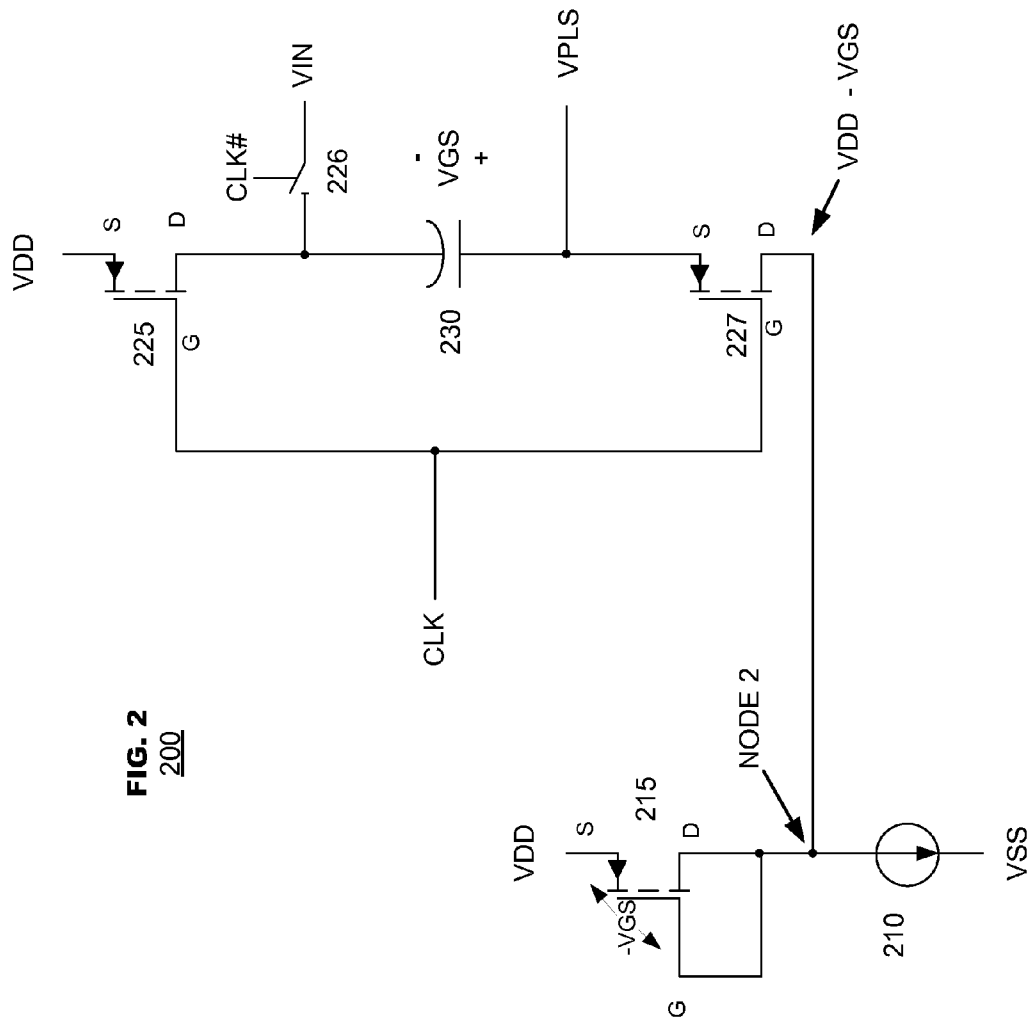 FIG. 2
200
VDD
S
D
225
G
CLK#
VIN
226
-
VGS
+
230
VPLS
S
D
227
G
VDD - VGS
CLK
NODE 2
VDD
S
215
D
-VGS
G
210
VSS